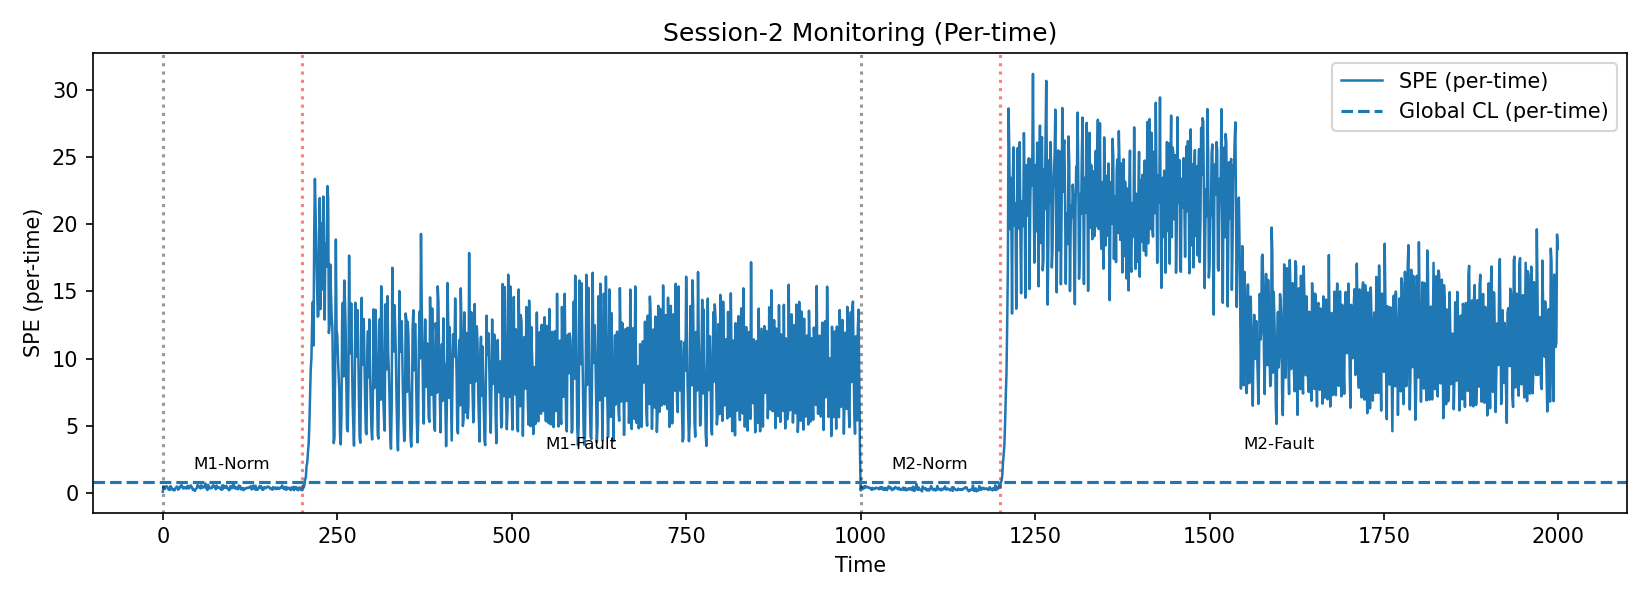 Session-2 Monitoring (Per-time)
SPE (per-time)
Global CL (per-time)
SPE (per-time)
30
25
20
15
10
5
0
M1-Norm
M1-Fault
M2-Norm
M2-Fault
0 250 500 750 1000 1250 1500 1750 2000
Time